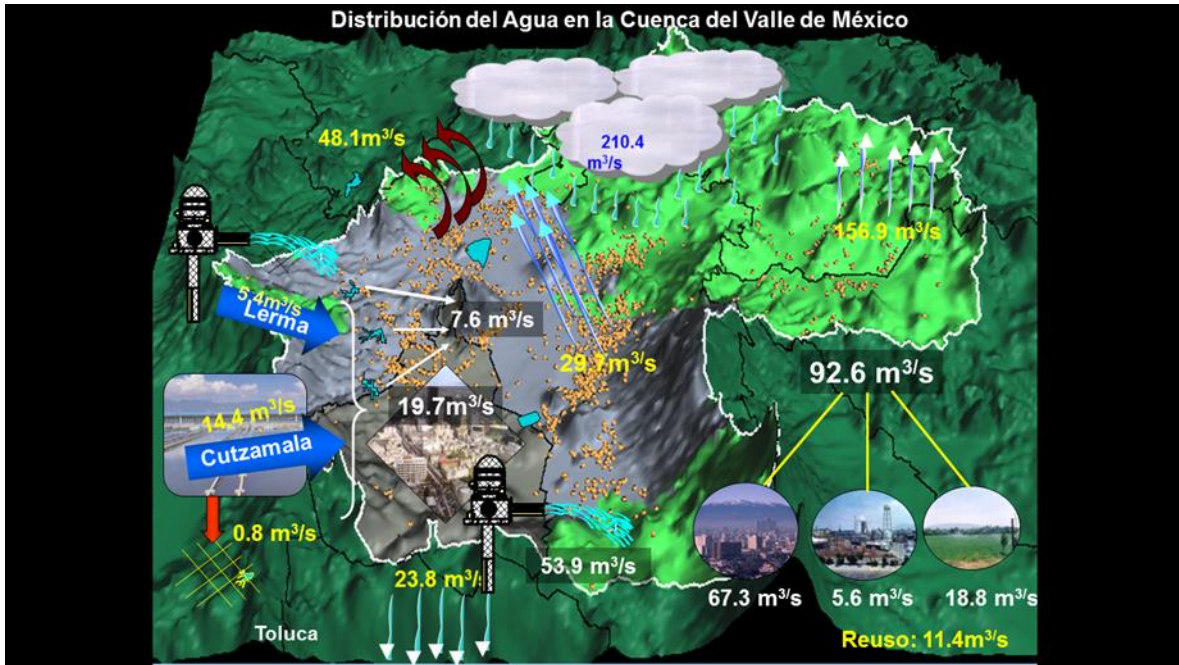 Distribución del Agua en la Cuenca del Valle de México
48.1m³/s
210.4
m³/s
156.9 m³/s
5.4m³/s
Lerma
7.6 m³/s
29.7m³/s
92.6 m³/s
14.4 m³/s
19.7m³/s
Cutzamala
0.8 m³/s
23.8 m³/s
53.9 m³/s
67.3 m³/s
5.6 m³/s
18.8 m³/s
Toluca
Reuso: 11.4m³/s